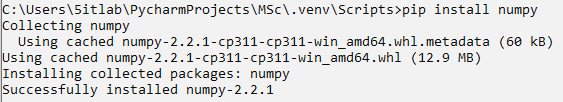 C:\Users\5itlab\PycharmProjects\MSc\.venv\Scripts>pip install numpy
Collecting numpy
  Using cached numpy-2.2.1-cp311-cp311-win_amd64.whl.metadata (60 kB)
Using cached numpy-2.2.1-cp311-cp311-win_amd64.whl (12.9 MB)
Installing collected packages: numpy
Successfully installed numpy-2.2.1